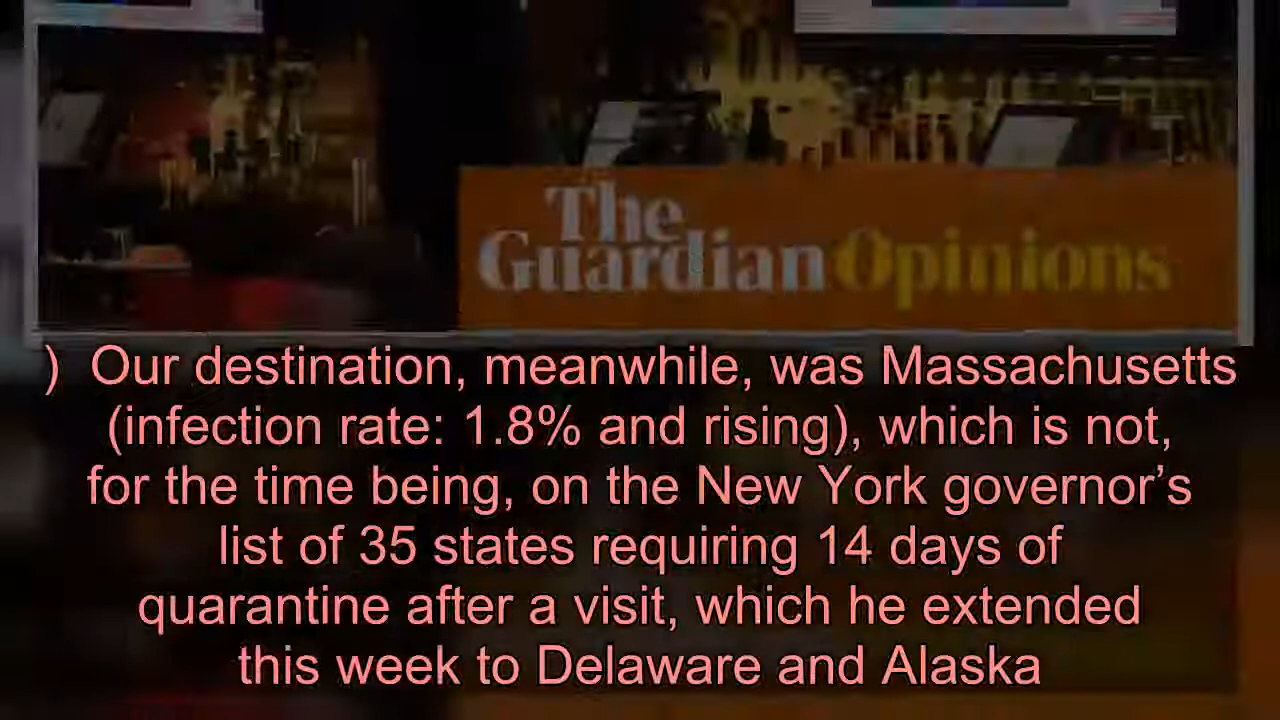 The
Guardian Opinions
) Our destination, meanwhile, was Massachusetts
(infection rate: 1.8% and rising), which is not,
for the time being, on the New York governor’s
list of 35 states requiring 14 days of
quarantine after a visit, which he extended
this week to Delaware and Alaska